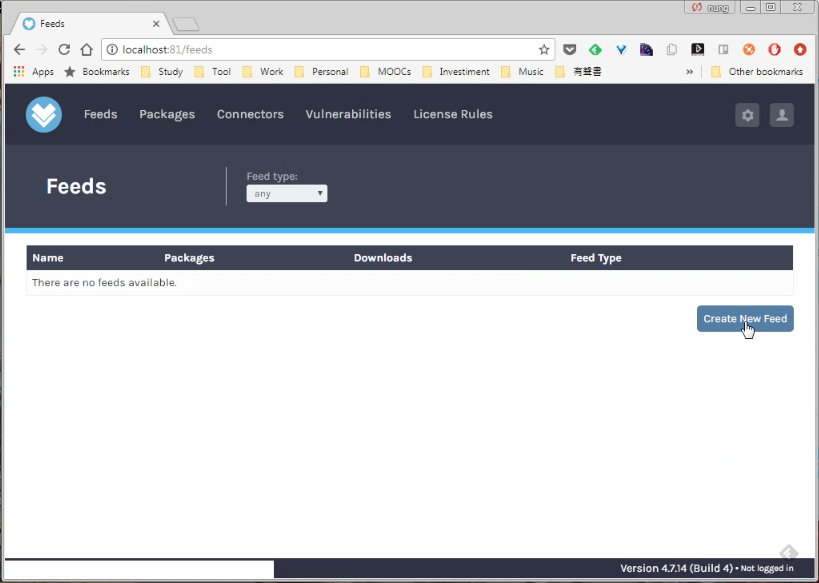 nung
Feeds
localhost:81/feeds
Apps Bookmarks Study Tool Work Personal MOOCs Investiment Music 有聲書 » Other bookmarks
Feeds Packages Connectors Vulnerabilities License Rules
Feeds
Feed type:
any
Name Packages Downloads Feed Type
There are no feeds available.
Create New Feed
Version 4.7.14 (Build 4) • Not logged in